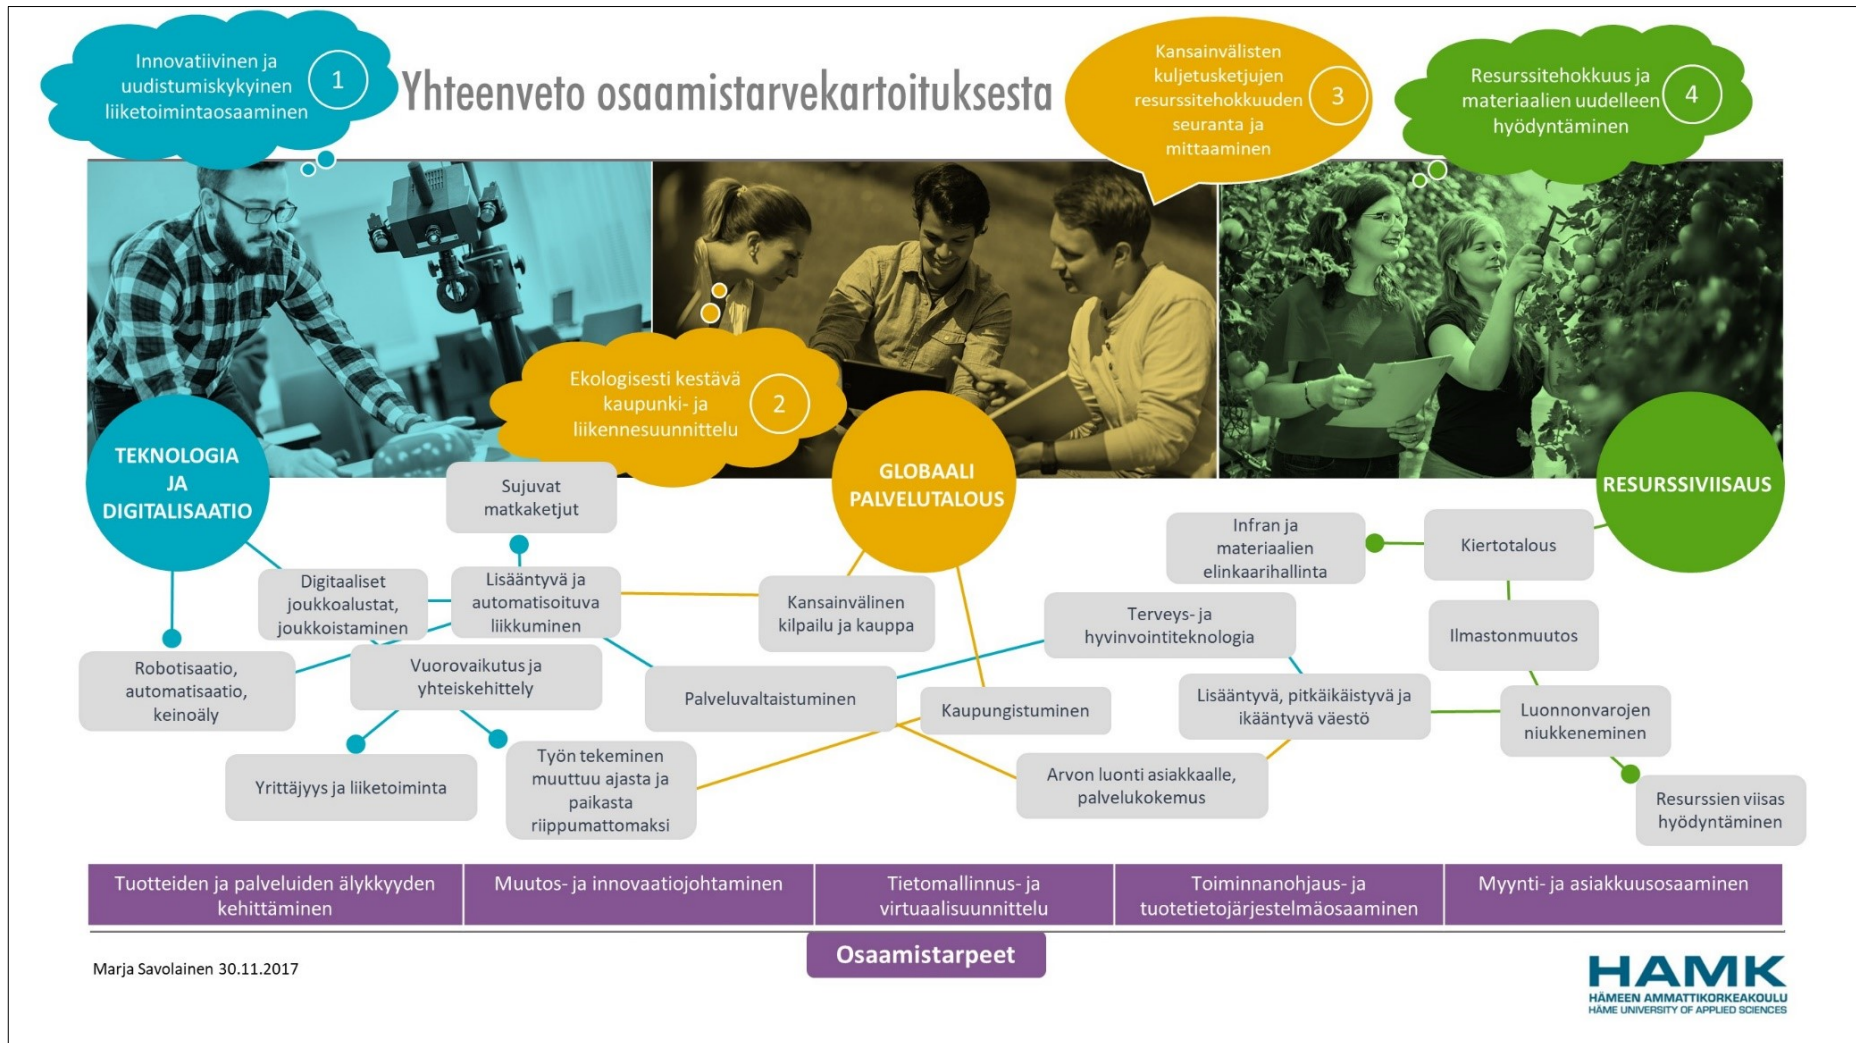 Innovatiivinen ja
uudistumiskykyinen
liiketoimintaosaaminen
1
Yhteenveto osaamistarvekartoituksesta
Kansainvälisten
kuljetusketjujen
resurssitehokkuuden
seuranta ja
mittaaminen
3
Resurssitehokkuus ja
materiaalien uudelleen
hyödyntäminen
4
Ekologisesti kestävä
kaupunki- ja
liikennesuunnittelu
2
TEKNOLOGIA
JA
DIGITALISAATIO
GLOBAALI
PALVELUTALOUS
RESURSSIVIISAUS
Sujuvat
matkaketjut
Infran ja
materiaalien
elinkaarihallinta
Kiertotalous
Digitaaliset
joukkoalustat,
joukkoistaminen
Lisääntyvä ja
automatisoituva
liikkuminen
Kansainvälinen
kilpailu ja kauppa
Terveys- ja
hyvinvointiteknologia
Ilmastonmuutos
Robotisaatio,
automatisaatio,
keinoäly
Vuorovaikutus ja
yhteiskehittely
Palveluvaltaistuminen
Kaupungistuminen
Lisääntyvä, pitkäikäistyvä ja
ikääntyvä väestö
Luonnonvarojen
niukkeneminen
Yrittäjyys ja liiketoiminta
Työn tekeminen
muuttuu ajasta ja
paikasta
riippumattomaksi
Arvon luonti asiakkaalle,
palvelukokemus
Resurssien viisas
hyödyntäminen
Tuotteiden ja palveluiden älykkyyden
kehittäminen
Muutos- ja innovaatiojohtaminen
Tietomallinnus- ja
virtuaalisuunnittelu
Toiminnanohjaus- ja
tuotetietojärjestelmäosaaminen
Myynti- ja asiakkuusosaaminen
Osaamistarpeet
Marja Savolainen 30.11.2017
HAMK
HÄMEEN AMMATTIKORKEAKOULU
HÄME UNIVERSITY OF APPLIED SCIENCES